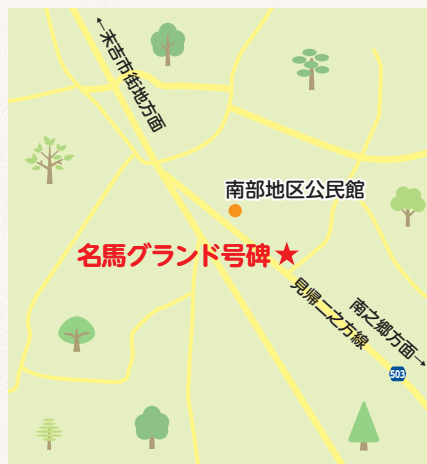 ←末吉市街地方面
南部地区公民館
名馬グランド号碑★
見帰二之方線
南之郷方面→
503